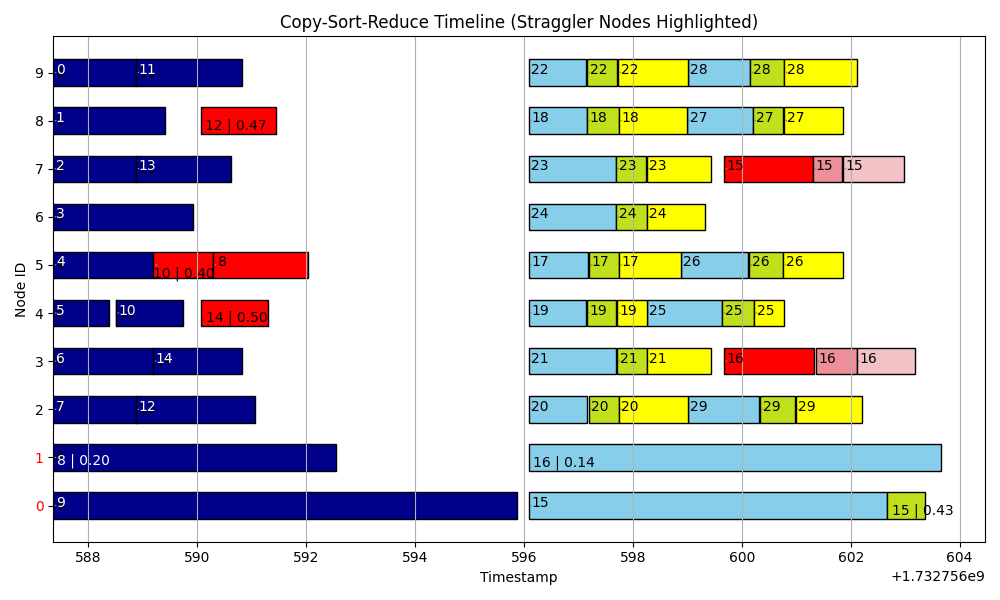 Copy-Sort-Reduce Timeline (Straggler Nodes Highlighted)
Node ID
9 0 11 22 22 22 28 28 28
8 1 12 | 0.47 18 18 18 27 27 27
7 2 13 23 23 23 15 15 15
6 3 24 24 24
5 4 10 | 0.40 8 17 17 17 26 26 26
4 5 10 14 | 0.50 19 19 19 25 25 25
3 6 14 21 21 21 16 16 16
2 7 12 20 20 20 29 29 29
1 8 | 0.20 16 | 0.14
0 9 15 15 | 0.43
588 590 592 594 596 598 600 602 604
Timestamp
+1.732756e9